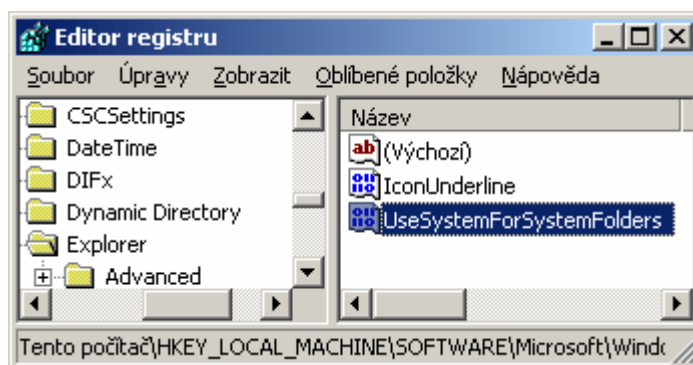 Editor registru
Soubor Úpravy Zobrazit Oblíbené položky Nápověda
CSCSettings
DateTime
DIFx
Dynamic Directory
Explorer
Advanced
Název
(Výchozí)
IconUnderline
UseSystemForSystemFolders
Tento počítač\HKEY_LOCAL_MACHINE\SOFTWARE\Microsoft\Windo